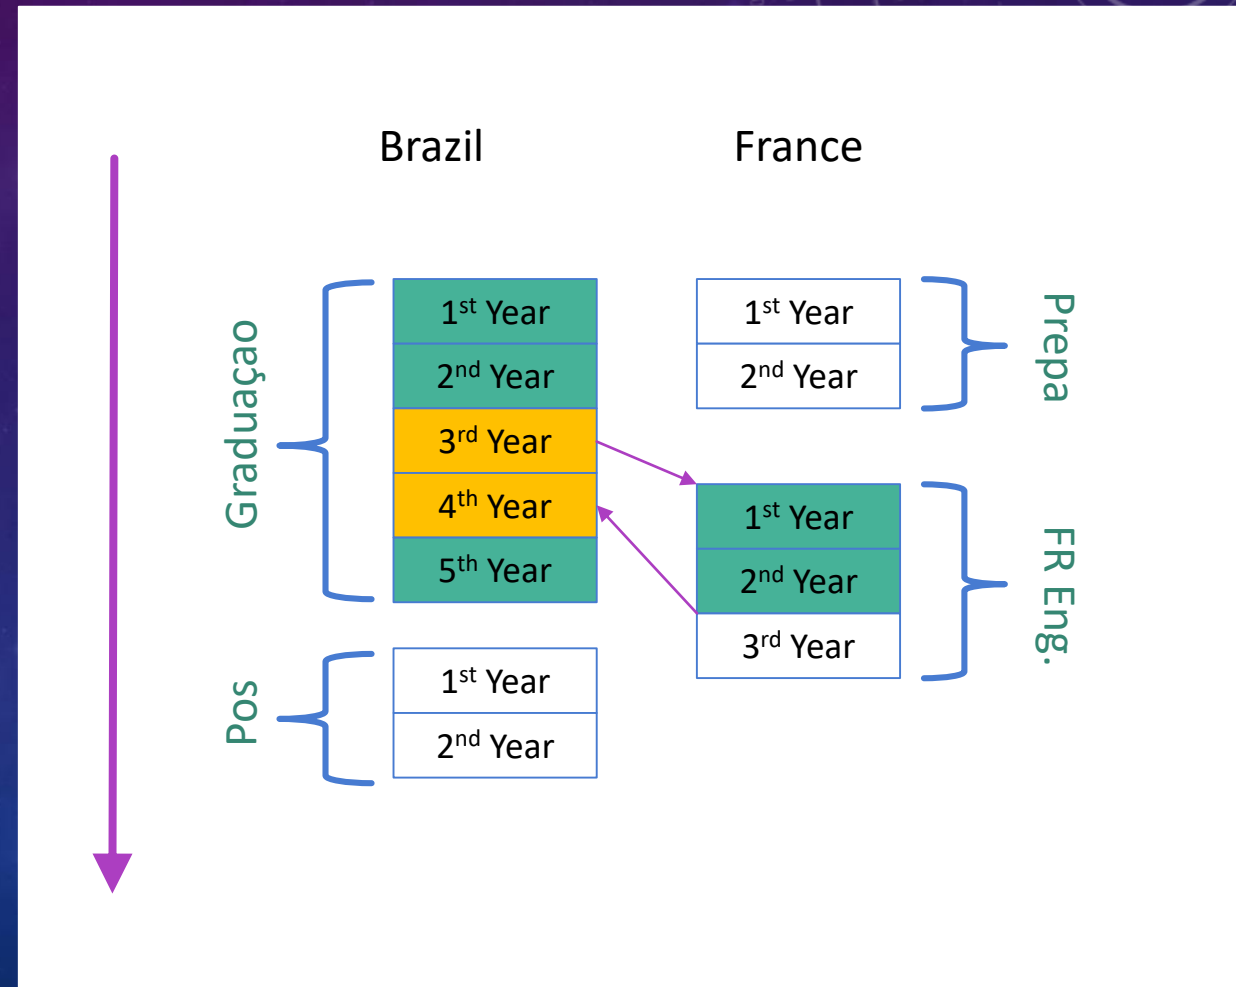 Brazil
France
Graduaçao
1st Year
2nd Year
3rd Year
4th Year
5th Year
Pos
1st Year
2nd Year
1st Year
2nd Year
Prepa
1st Year
2nd Year
3rd Year
FR Eng.